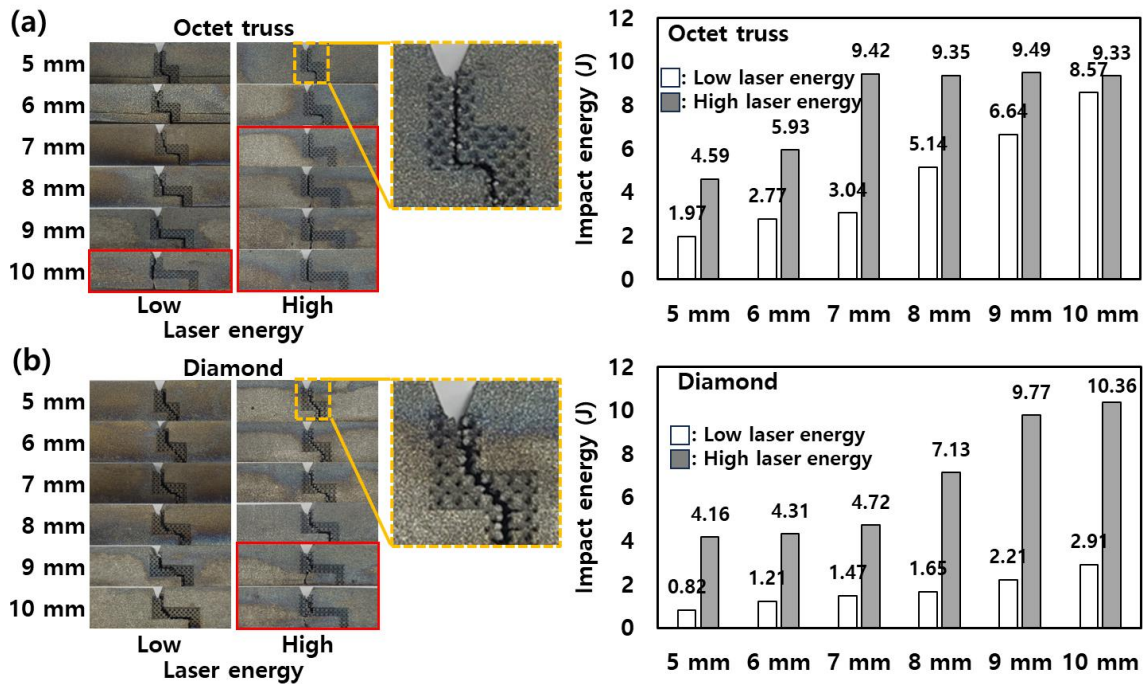 (a)
Octet truss
5 mm
6 mm
7 mm
8 mm
9 mm
10 mm
Low
High
Laser energy
Impact energy (J)
12
10
8
6
4
2
0
Octet truss
: Low laser energy
: High laser energy
1.97
4.59
2.77
5.93
3.04
9.42
5.14
9.35
6.64
9.49
8.57
9.33
5 mm 6 mm 7 mm 8 mm 9 mm 10 mm
(b)
Diamond
5 mm
6 mm
7 mm
8 mm
9 mm
10 mm
Low
High
Laser energy
Impact energy (J)
12
10
8
6
4
2
0
Diamond
: Low laser energy
: High laser energy
0.82
4.16
1.21
4.31
1.47
4.72
1.65
7.13
2.21
9.77
2.91
10.36
5 mm 6 mm 7 mm 8 mm 9 mm 10 mm